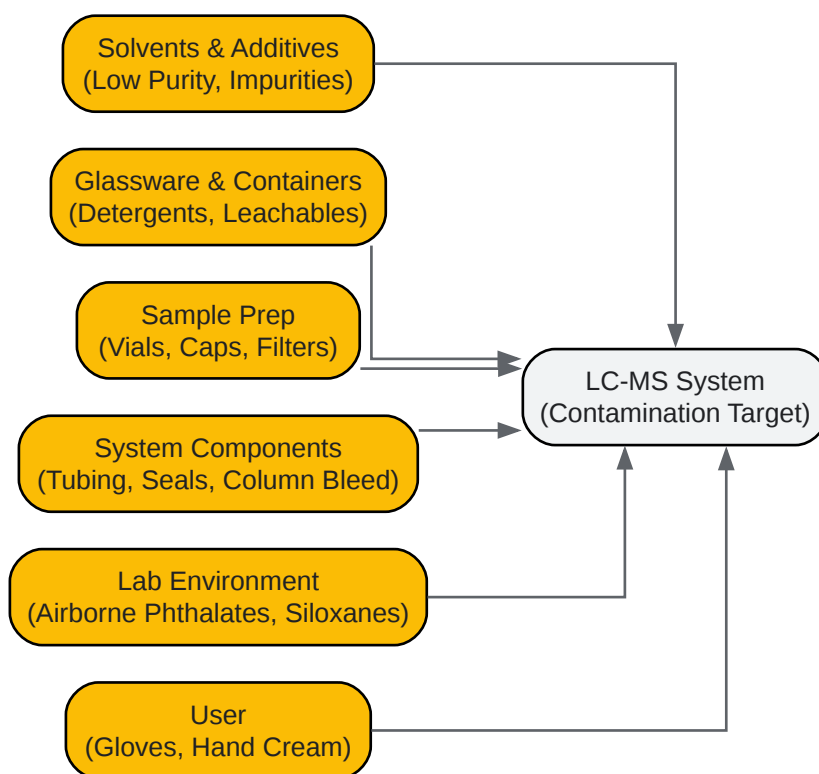 Solvents & Additives
(Low Purity, Impurities)
Glassware & Containers
(Detergents, Leachables)
Sample Prep
(Vials, Caps, Filters)
LC-MS System
(Contamination Target)
System Components
(Tubing, Seals, Column Bleed)
Lab Environment
(Airborne Phthalates, Siloxanes)
User
(Gloves, Hand Cream)